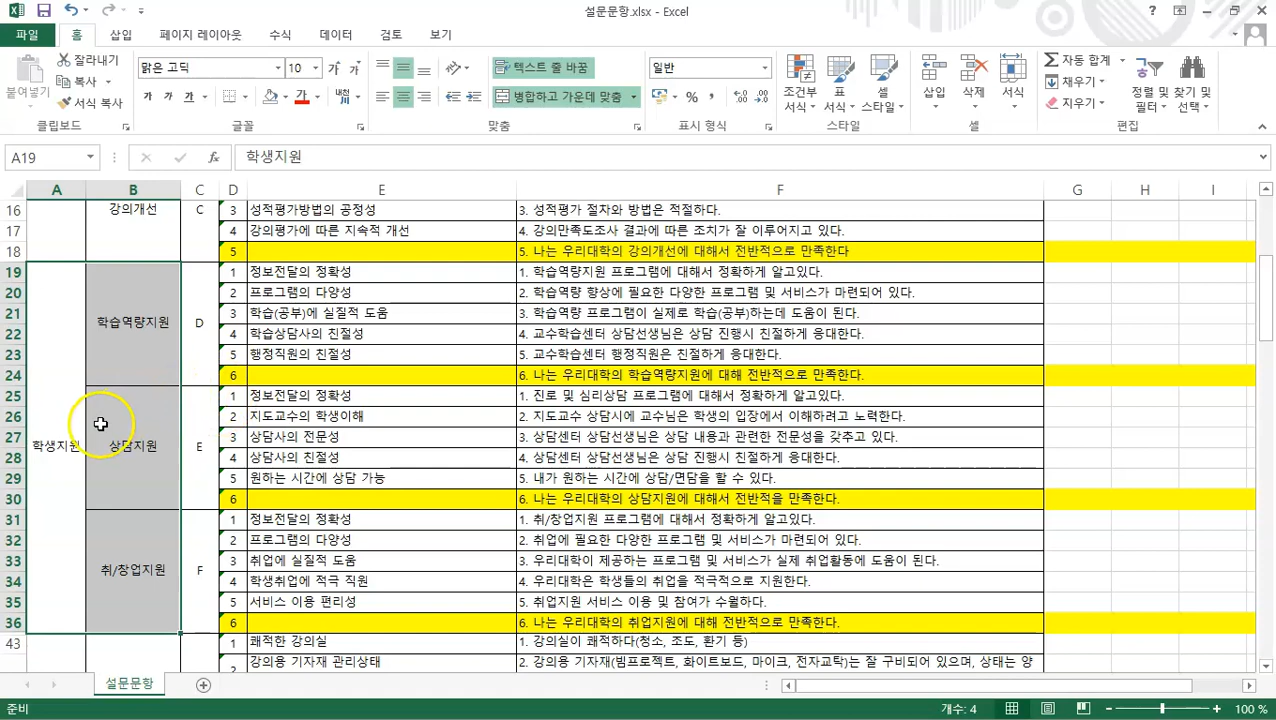 설문문항.xlsx - Excel
파일 홈 삽입 페이지 레이아웃 수식 데이터 검토 보기
붙여넣기 잘라내기 복사 서식 복사 클립보드
맑은 고딕 10 가 가 가 가 가 가 내천 글꼴
텍스트 줄 바꿈 병합하고 가운데 맞춤 맞춤
일반 % , 표시 형식
조건부 서식 표 서식 셀 스타일 스타일
삽입 삭제 서식 셀
자동 합계 채우기 지우기 정렬 및 필터 찾기 및 선택 편집
A19 fx 학생지원
A B C D E F G H I
16 강의개선 C 3 성적평가방법의 공정성 3. 성적평가 절자와 방법은 적절하다.
17 4 강의평가에 따른 지속적 개선 4. 강의만족도조사 결과에 따른 조치가 잘 이루어지고 있다.
18 5 5. 나는 우리대학의 강의개선에 대해서 전반적으로 만족한다
19 1 정보전달의 정확성 1. 학습역량지원 프로그램에 대해서 정확하게 알고있다.
20 2 프로그램의 다양성 2. 학습역량 향상에 필요한 다양한 프로그램 및 서비스가 마련되어 있다.
21 학습역량지원 D 3 학습(공부)에 실질적 도움 3. 학습역량 프로그램이 실제로 학습(공부)하는데 도움이 된다.
22 4 학습상담사의 친절성 4. 교수학습센터 상담선생님은 상담 진행시 친절하게 응대한다.
23 5 행정직원의 친절성 5. 교수학습센터 행정직원은 친절하게 응대한다.
24 6 6. 나는 우리대학의 학습역량지원에 대해 전반적으로 만족한다.
25 1 정보전달의 정확성 1. 진로 및 심리상담 프로그램에 대해서 정확하게 알고있다.
26 2 지도교수의 학생이해 2. 지도교수 상담시에 교수님은 학생의 입장에서 이해하려고 노력한다.
27 학생지원 상담지원 E 3 상담사의 전문성 3. 상담센터 상담선생님은 상담 내용과 관련한 전문성을 갖추고 있다.
28 4 상담사의 친절성 4. 상담센터 상담선생님은 상담 진행시 친절하게 응대한다.
29 5 원하는 시간에 상담 가능 5. 내가 원하는 시간에 상담/면담을 할 수 있다.
30 6 6. 나는 우리대학의 상담지원에 대해서 전반적을 만족한다.
31 1 정보전달의 정확성 1. 취/창업지원 프로그램에 대해서 정확하게 알고있다.
32 2 프로그램의 다양성 2. 취업에 필요한 다양한 프로그램 및 서비스가 마련되어 있다.
33 취/창업지원 F 3 취업에 실질적 도움 3. 우리대학이 제공하는 프로그램 및 서비스가 실제 취업활동에 도움이 된다.
34 4 학생취업에 적극 직원 4. 우리대학은 학생들의 취업을 적극적으로 지원한다.
35 5 서비스 이용 편리성 5. 취업지원 서비스 이용 및 참여가 수월하다.
36 6 6. 나는 우리대학의 취업지원에 대해 전반적으로 만족한다.
43 1 쾌적한 강의실 1. 강의실이 쾌적하다(청소, 조도, 환기 등)
2 강의용 기자재 관리상태 2. 강의용 기자재(빔프로젝트, 화이트보드, 마이크, 전자교탁)는 잘 구비되어 있으며, 상태는 양
설문문항
준비 개수: 4 100 %